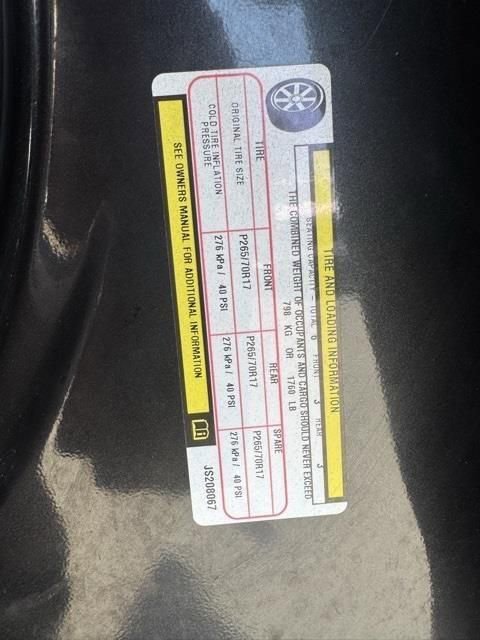 TIRE AND LOADING INFORMATION
SEATING CAPACITY - TOTAL 6 FRONT 3 REAR 3
THE COMBINED WEIGHT OF OCCUPANTS AND CARGO SHOULD NEVER EXCEED
798 KG OR 1760 LB
TIRE FRONT REAR SPARE
ORIGINAL TIRE SIZE P265/70R17 P265/70R17 P265/70R17
COLD TIRE INFLATION
PRESSURE 276 kPa / 40 PSI 276 kPa / 40 PSI 276 kPa / 40 PSI
SEE OWNERS MANUAL FOR ADDITIONAL INFORMATION i
JS208067